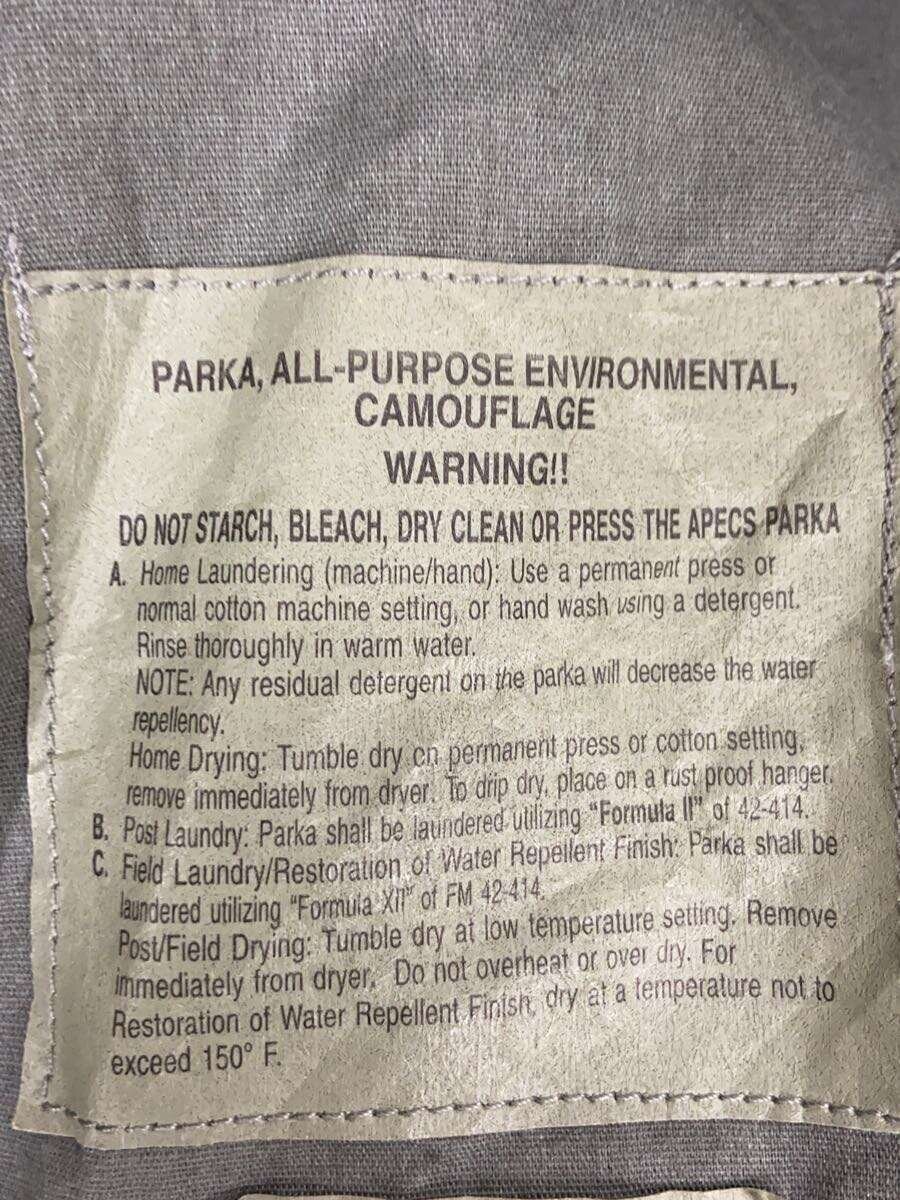 PARKA, ALL-PURPOSE ENVIRONMENTAL,
CAMOUFLAGE
WARNING!!
DO NOT STARCH, BLEACH, DRY CLEAN OR PRESS THE APECS PARKA
A. Home Laundering (machine/hand): Use a permanent press or
normal cotton machine setting, or hand wash using a detergent.
Rinse thoroughly in warm water.
NOTE: Any residual detergent on the parka will decrease the water
repellency.
Home Drying: Tumble dry on permanent press or cotton setting,
remove immediately from dryer. To drip dry, place on a rust proof hanger.
B. Post Laundry: Parka shall be laundered utilizing "Formula II" of 42-414.
C. Field Laundry/Restoration of Water Repellent Finish: Parka shall be
laundered utilizing "Formula XII" of FM 42-414.
Post/Field Drying: Tumble dry at low temperature setting. Remove
immediately from dryer. Do not overheat or over dry. For
Restoration of Water Repellent Finish, dry at a temperature not to
exceed 150° F.